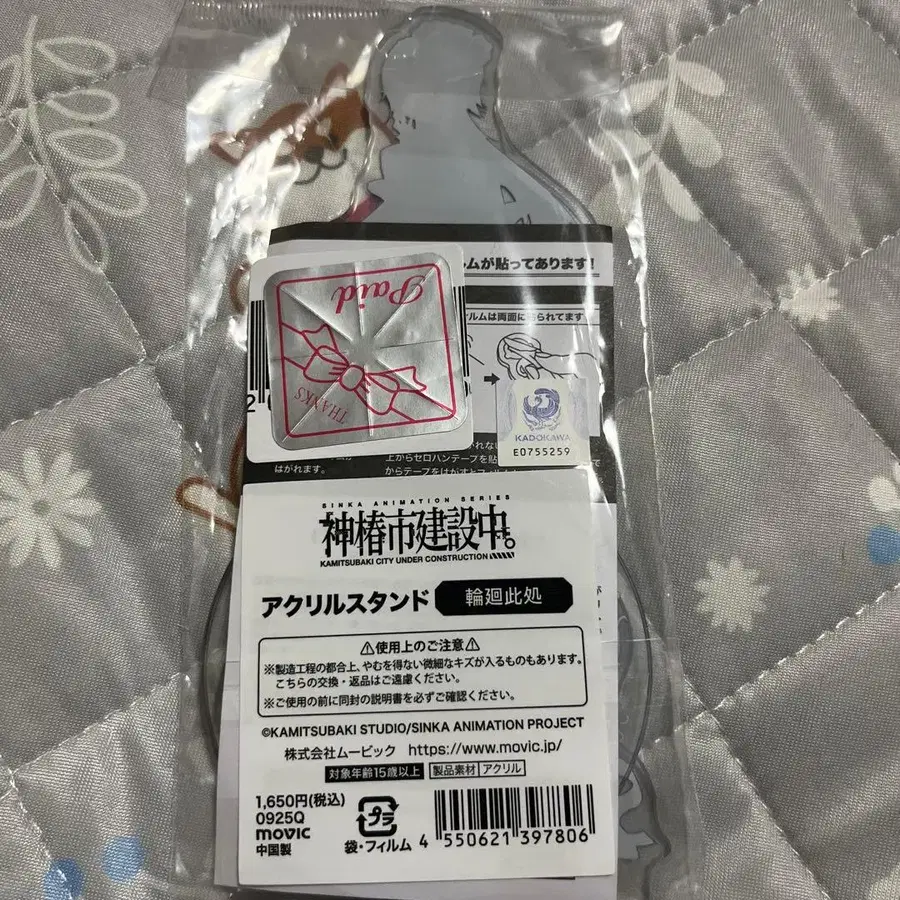 ルムが貼ってあります!
Paid
THANKS
ルムは両面に貼られてます
2
KADOKAWA
E0755259
はがれます。
上からセロハンテープを貼
からテープをはがすと
SINKA ANIMATION SERIES
神椿市建設中。
KAMITSUBAKI CITY UNDER CONSTRUCTION
アクリルスタンド 輪廻此処
⚠使用上のご注意⚠
※製造工程の都合上、やむを得ない微細なキズが入るものもあります。
こちらの交換・返品はご遠慮ください。
※ご使用の前に同封の説明書を必ずご確認ください。
©KAMITSUBAKI STUDIO/SINKA ANIMATION PROJECT
株式会社ムービック https://www.movic.jp/
対象年齢15歳以上 製品素材 アクリル
1,650円(税込)
0925Q
movic
中国製
プラ
袋・フィルム
4 550621 397806